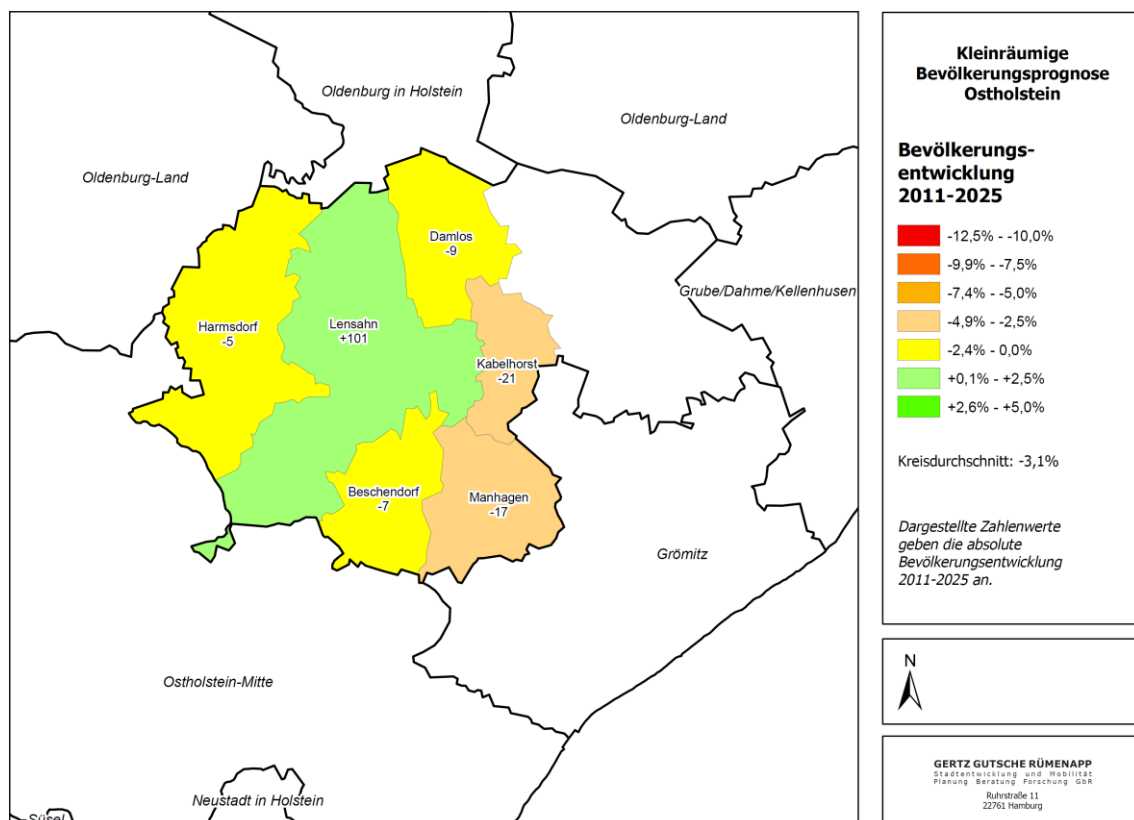 Oldenburg in Holstein
Oldenburg-Land
Oldenburg-Land
Damlos
-9
Grube/Dahme/Kellenhusen
Harmsdorf
-5
Lensahn
+101
Kabelhorst
-21
Beschendorf
-7
Manhagen
-17
Grömitz
Ostholstein-Mitte
Neustadt in Holstein
Süsel
Kleinräumige
Bevölkerungsprognose
Ostholstein
Bevölkerungs-
entwicklung
2011-2025
-12,5% - -10,0%
-9,9% - -7,5%
-7,4% - -5,0%
-4,9% - -2,5%
-2,4% - 0,0%
+0,1% - +2,5%
+2,6% - +5,0%
Kreisdurchschnitt: -3,1%
Dargestellte Zahlenwerte
geben die absolute
Bevölkerungsentwicklung
2011-2025 an.
N
GERTZ GUTSCHE RÜMENAPP
Stadtentwicklung und Mobilität
Planung Beratung Forschung GbR
Ruhrstraße 11
22761 Hamburg